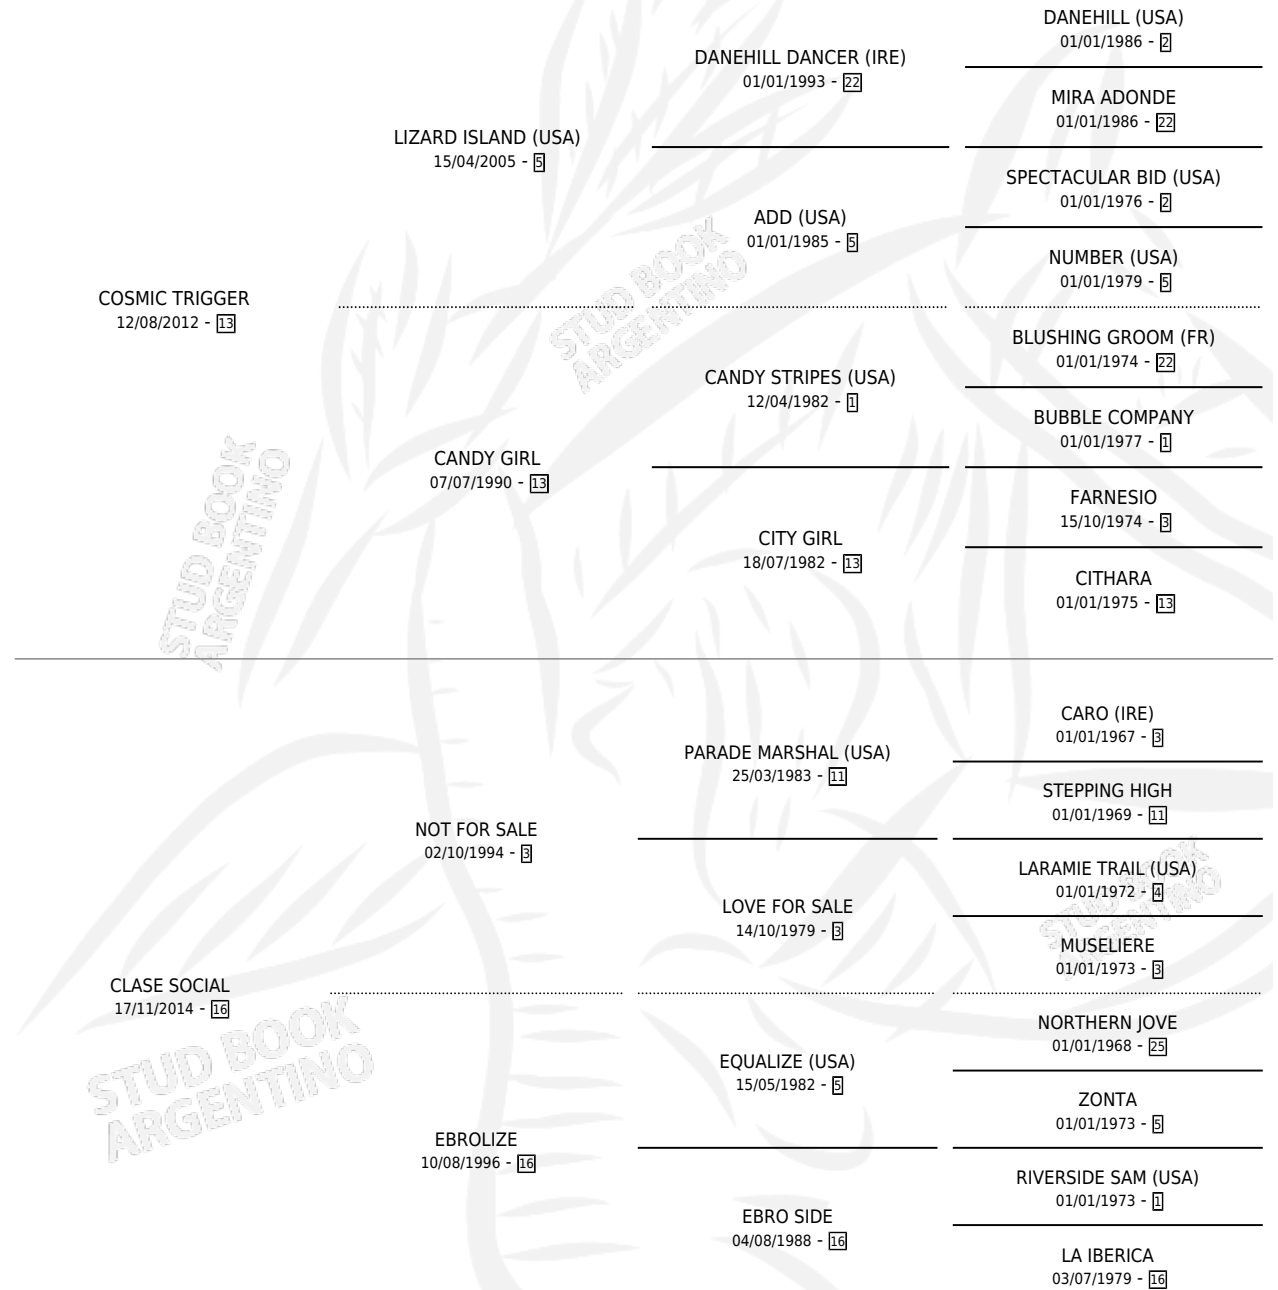 DANEHILL (USA)
01/01/1986 - 2
DANEHILL DANCER (IRE)
01/01/1993 - 22
MIRA ADONDE
01/01/1986 - 22
LIZARD ISLAND (USA)
15/04/2005 - 5
SPECTACULAR BID (USA)
01/01/1976 - 2
ADD (USA)
01/01/1985 - 5
NUMBER (USA)
01/01/1979 - 5
COSMIC TRIGGER
12/08/2012 - 13
BLUSHING GROOM (FR)
01/01/1974 - 22
CANDY STRIPES (USA)
12/04/1982 - 1
BUBBLE COMPANY
01/01/1977 - 1
CANDY GIRL
07/07/1990 - 13
FARNESIO
15/10/1974 - 3
CITY GIRL
18/07/1982 - 13
CITHARA
01/01/1975 - 13
CARO (IRE)
01/01/1967 - 3
PARADE MARSHAL (USA)
25/03/1983 - 11
STEPPING HIGH
01/01/1969 - 11
NOT FOR SALE
02/10/1994 - 3
LARAMIE TRAIL (USA)
01/01/1972 - 4
LOVE FOR SALE
14/10/1979 - 3
MUSELIERE
01/01/1973 - 3
CLASE SOCIAL
17/11/2014 - 16
NORTHERN JOVE
01/01/1968 - 25
EQUALIZE (USA)
15/05/1982 - 5
ZONTA
01/01/1973 - 5
EBROLIZE
10/08/1996 - 16
RIVERSIDE SAM (USA)
01/01/1973 - 1
EBRO SIDE
04/08/1988 - 16
LA IBERICA
03/07/1979 - 16
STUD BOOK
ARGENTINO
STUD BOOK
ARGENTINO
STUD BOOK
ARGENTINO
STUD BOOK
ARGENTINO